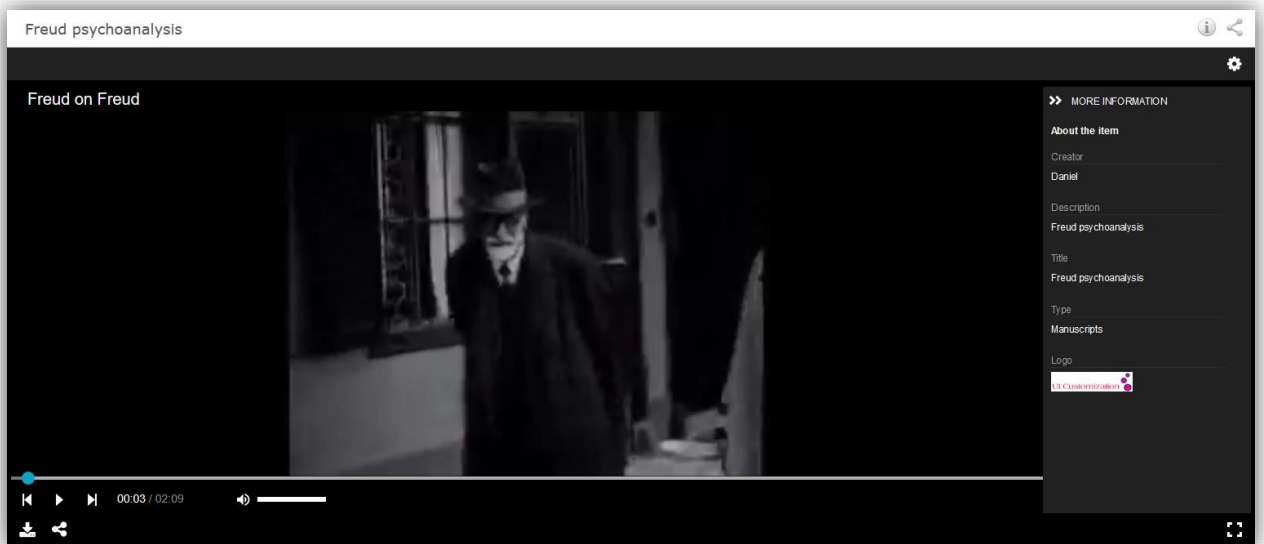 Freud psychoanalysis
Freud on Freud
MORE INFORMATION
About the item
Creator
Daniel
Description
Freud psychoanalysis
Title
Freud psychoanalysis
Type
Manuscripts
Logo
UI Customization
00:03 / 02:09